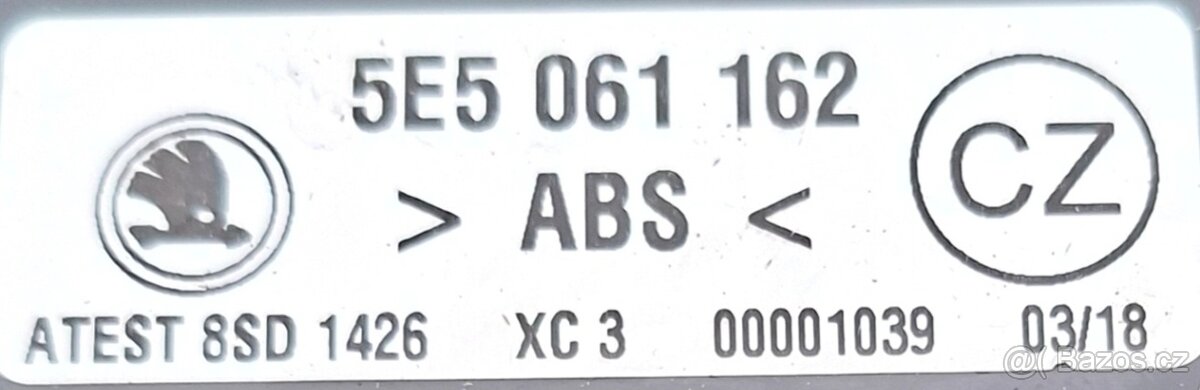 5E5 061 162
> ABS <
CZ
ATEST 8SD 1426 XC 3 00001039 03/18
@( Bazos.cz